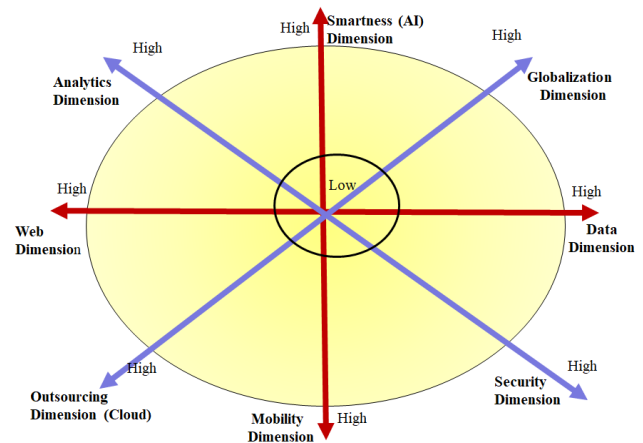 High
Smartness (AI)
Dimension
High
High
Analytics
Dimension
Globalization
Dimension
High
Low
High
Web
Dimension
Data
Dimension
High
High
Outsourcing
Dimension (Cloud)
Security
Dimension
Mobility
Dimension
High